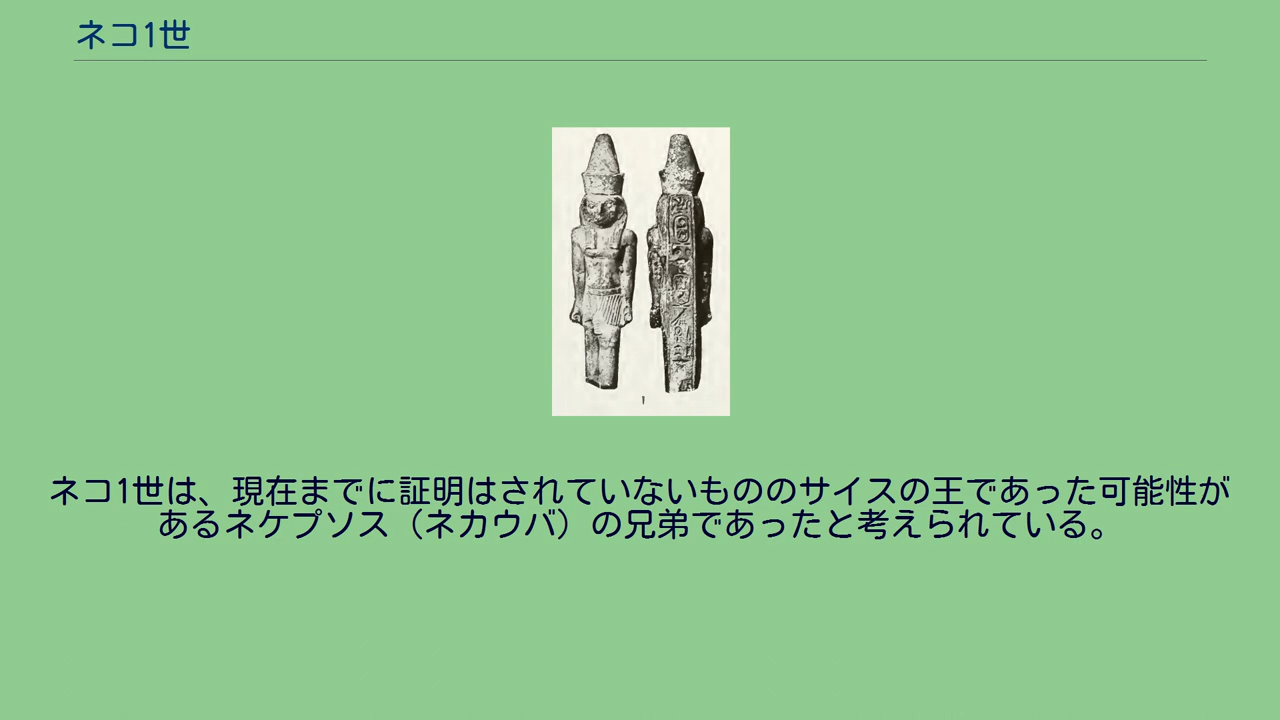 ネコ1世
ネコ1世は、現在までに証明はされていないもののサイスの王であった可能性が
あるネケプソス（ネカウバ）の兄弟であったと考えられている。